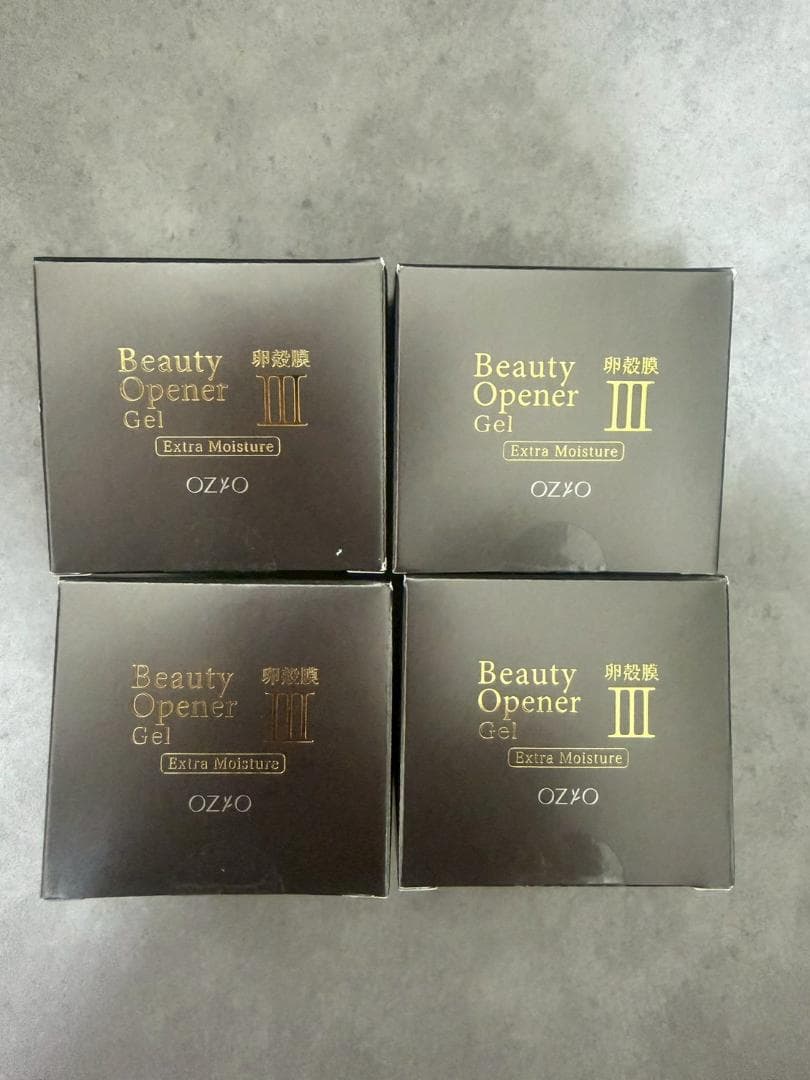 Beauty
Opener
Gel
卵殻膜
III
Extra Moisture
OZIO
Beauty
Opener
Gel
卵殻膜
III
Extra Moisture
OZIO
Beauty
Opener
Gel
卵殻膜
III
Extra Moisture
OZIO
Beauty
Opener
Gel
卵殻膜
III
Extra Moisture
OZIO